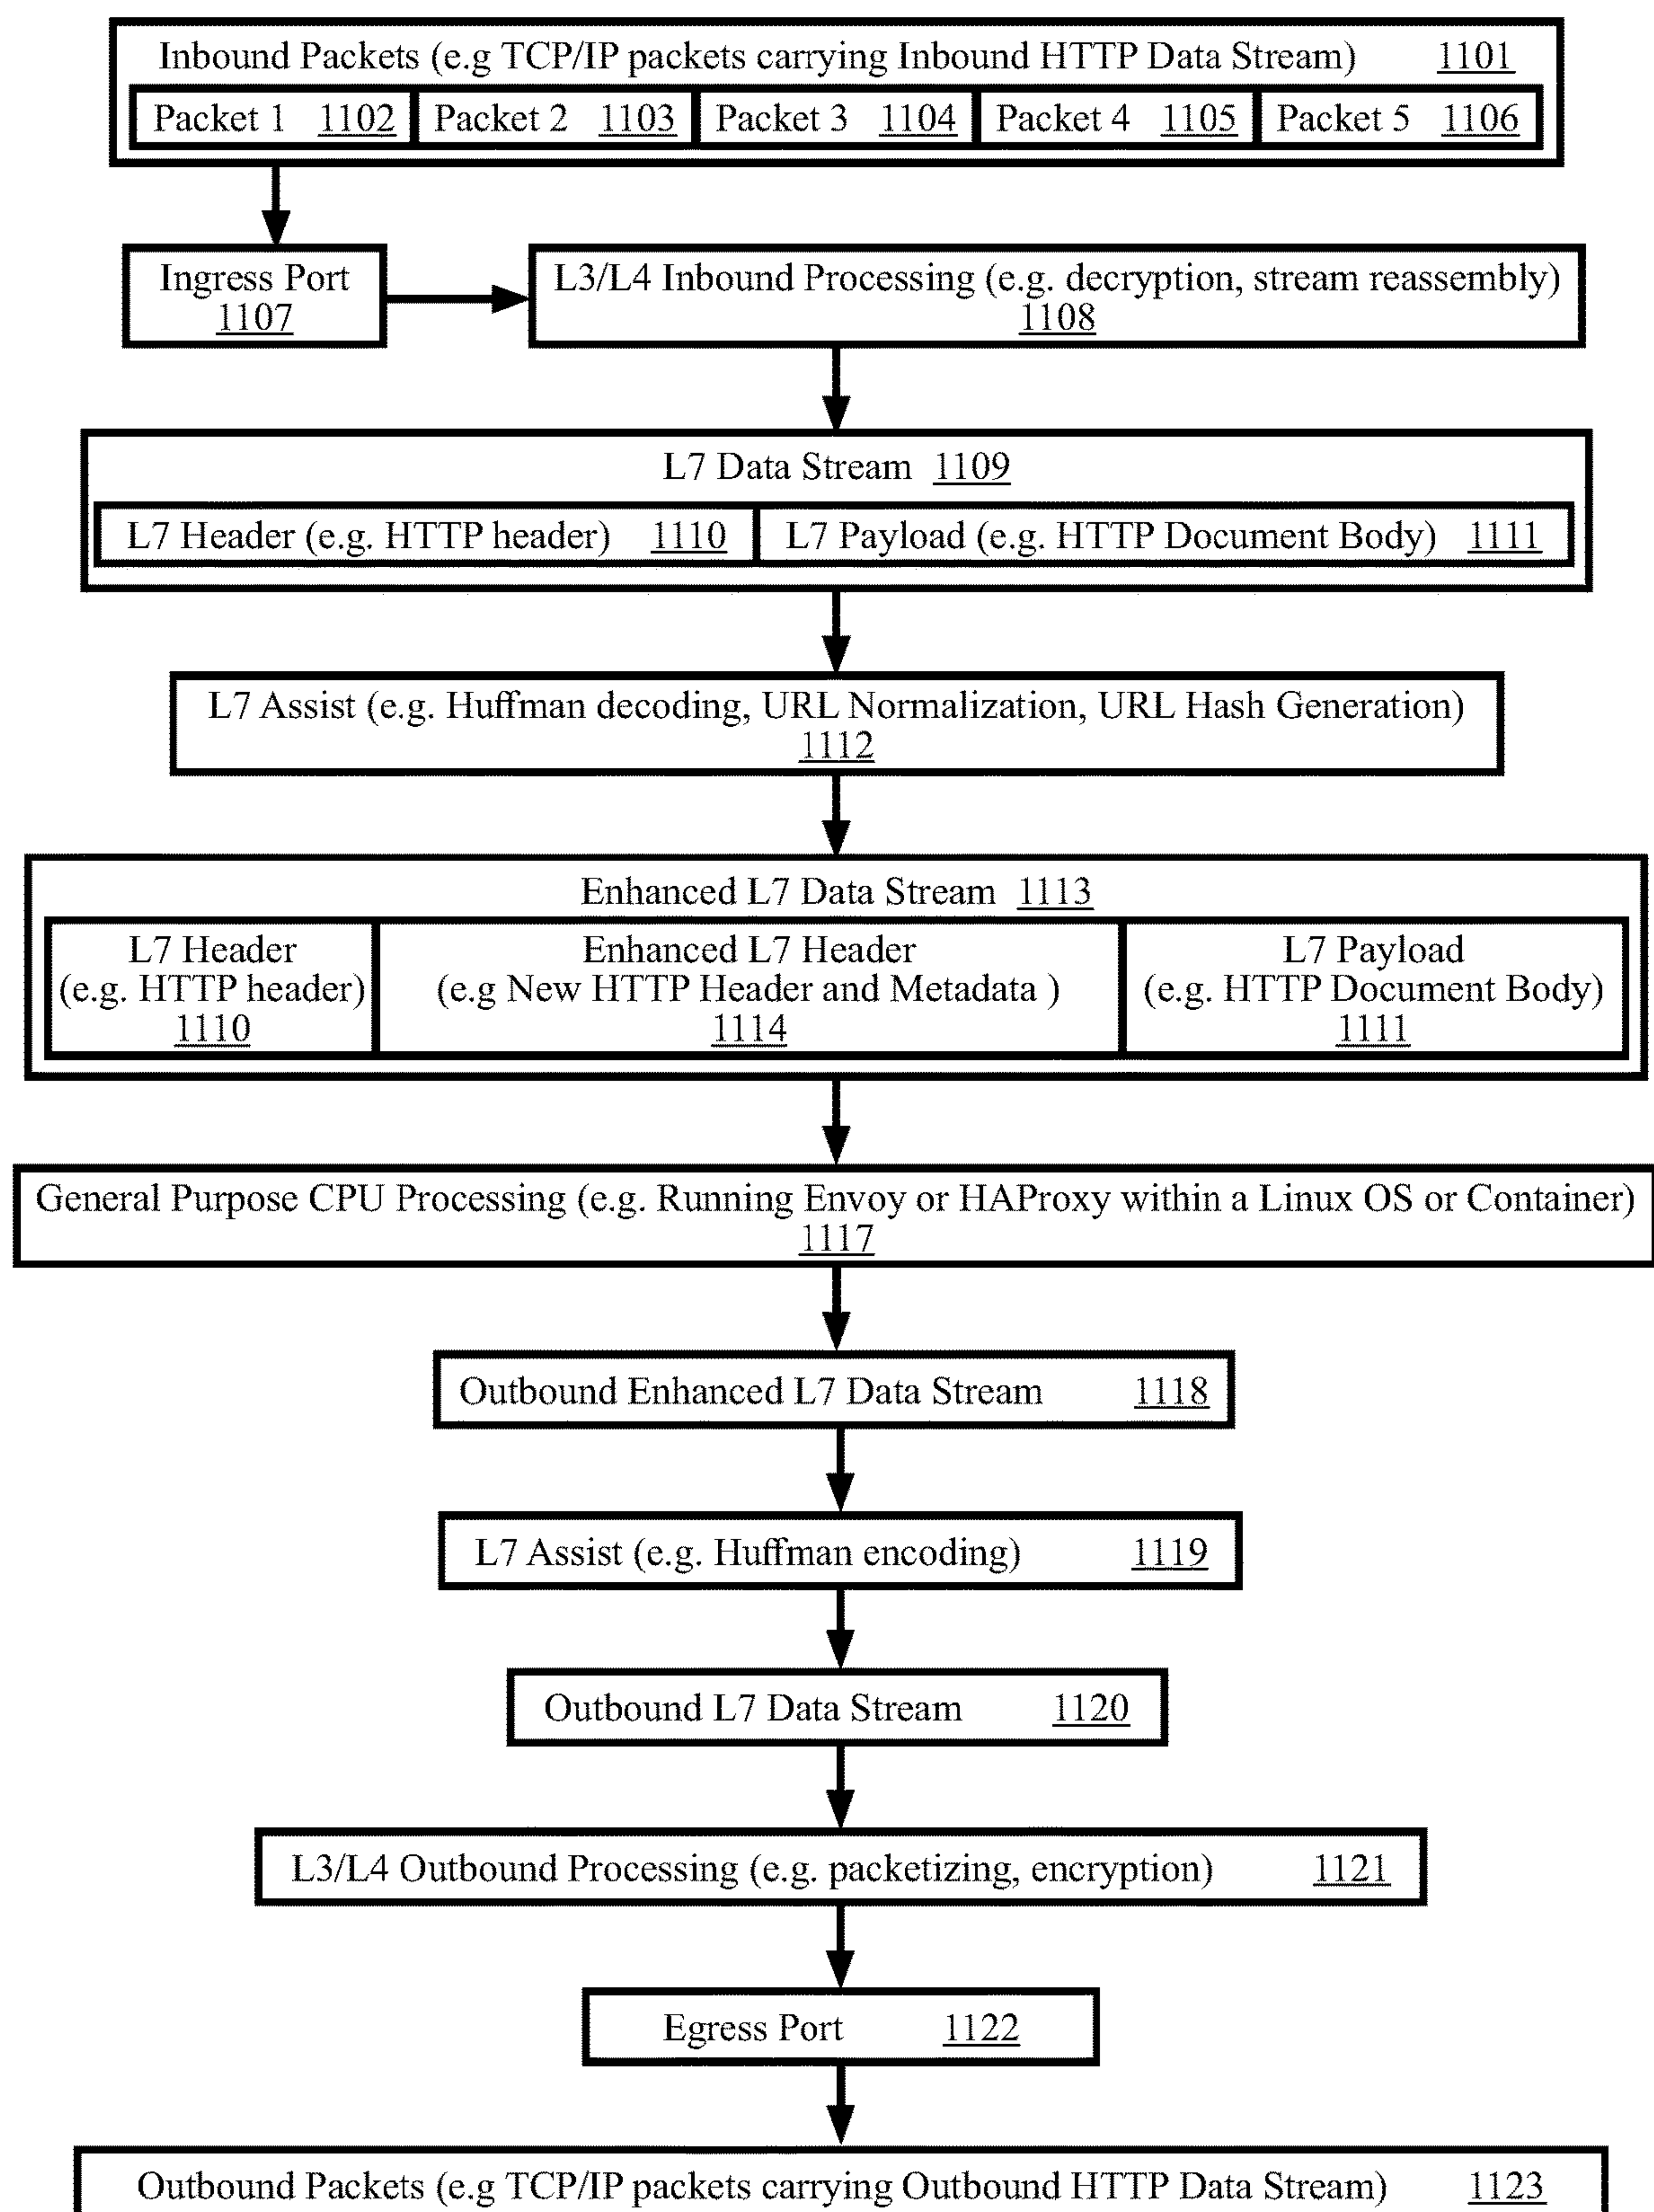 Inbound Packets (e.g TCP/IP packets carrying Inbound HTTP Data Stream) 1101
Packet 1 1102 Packet 2 1103 Packet 3 1104 Packet 4 1105 Packet 5 1106
Ingress Port
1107
L3/L4 Inbound Processing (e.g. decryption, stream reassembly)
1108
L7 Data Stream 1109
L7 Header (e.g. HTTP header) 1110 L7 Payload (e.g. HTTP Document Body) 1111
L7 Assist (e.g. Huffman decoding, URL Normalization, URL Hash Generation)
1112
Enhanced L7 Data Stream 1113
L7 Header
(e.g. HTTP header)
1110
Enhanced L7 Header
(e.g New HTTP Header and Metadata )
1114
L7 Payload
(e.g. HTTP Document Body)
1111
General Purpose CPU Processing (e.g. Running Envoy or HAProxy within a Linux OS or Container)
1117
Outbound Enhanced L7 Data Stream 1118
L7 Assist (e.g. Huffman encoding) 1119
Outbound L7 Data Stream 1120
L3/L4 Outbound Processing (e.g. packetizing, encryption) 1121
Egress Port 1122
Outbound Packets (e.g TCP/IP packets carrying Outbound HTTP Data Stream) 1123